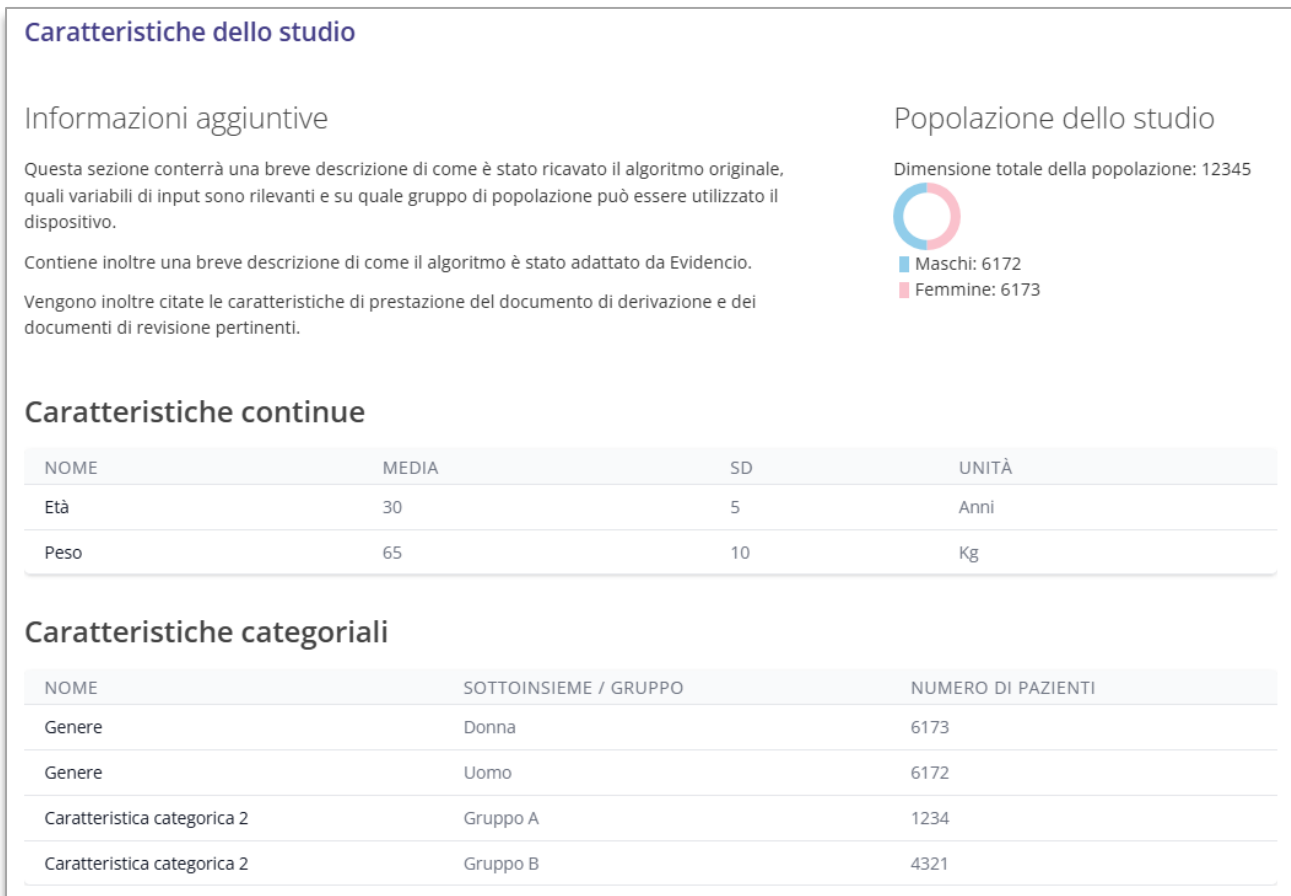 Caratteristiche dello studio
Informazioni aggiuntive
Questa sezione conterrà una breve descrizione di come è stato ricavato il algoritmo originale,
quali variabili di input sono rilevanti e su quale gruppo di popolazione può essere utilizzato il
dispositivo.
Contiene inoltre una breve descrizione di come il algoritmo è stato adattato da Evidencio.
Vengono inoltre citate le caratteristiche di prestazione del documento di derivazione e dei
documenti di revisione pertinenti.
Popolazione dello studio
Dimensione totale della popolazione: 12345
Maschi: 6172
Femmine: 6173
Caratteristiche continue
NOME MEDIA SD UNITÀ
Età 30 5 Anni
Peso 65 10 Kg
Caratteristiche categoriali
NOME SOTTOINSIEME / GRUPPO NUMERO DI PAZIENTI
Genere Donna 6173
Genere Uomo 6172
Caratteristica categorica 2 Gruppo A 1234
Caratteristica categorica 2 Gruppo B 4321